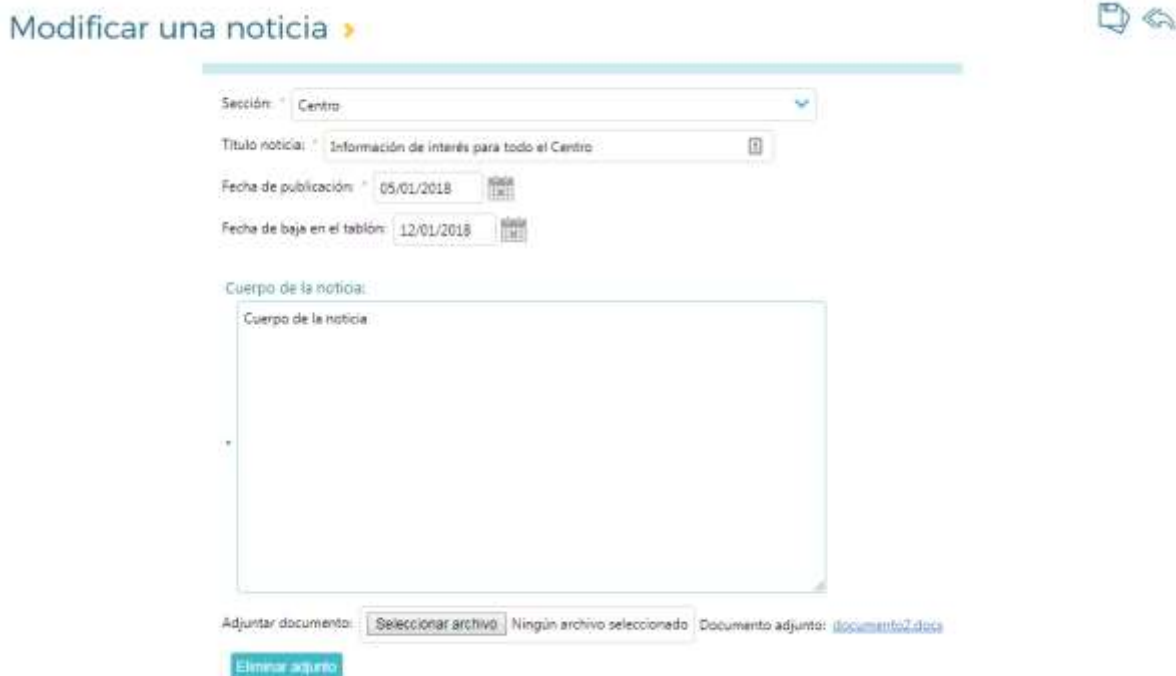 Modificar una noticia >
Sección: * Centro
Título noticia: * Información de interés para todo el Centro
Fecha de publicación: * 05/01/2018
Fecha de baja en el tablón: 12/01/2018
Cuerpo de la noticia:
Cuerpo de la noticia
*
Adjuntar documento: Seleccionar archivo Ningún archivo seleccionado Documento adjunto: documento2.docx
Eliminar adjunto